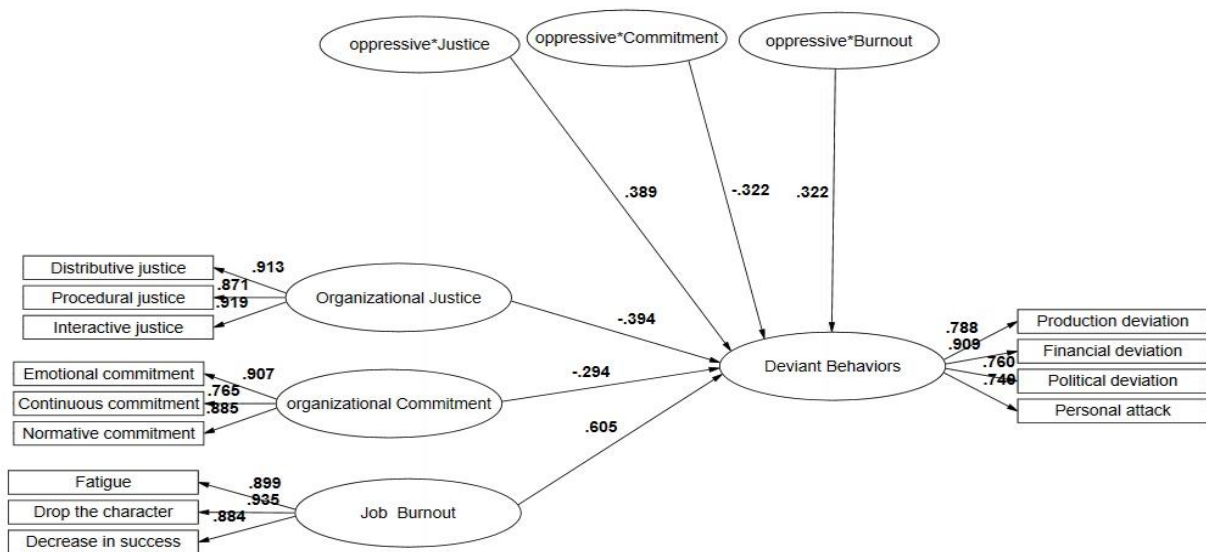 oppressive*Justice
oppressive*Commitment
oppressive*Burnout
.389
-.322
.322
Distributive justice
Procedural justice
Interactive justice
.913
.871
.919
Organizational Justice
-.394
Emotional commitment
Continuous commitment
Normative commitment
.907
.765
.885
organizational Commitment
-.294
Fatigue
Drop the character
Decrease in success
.899
.935
.884
Job Burnout
.605
Deviant Behaviors
.788
.909
.760
.740
Production deviation
Financial deviation
Political deviation
Personal attack